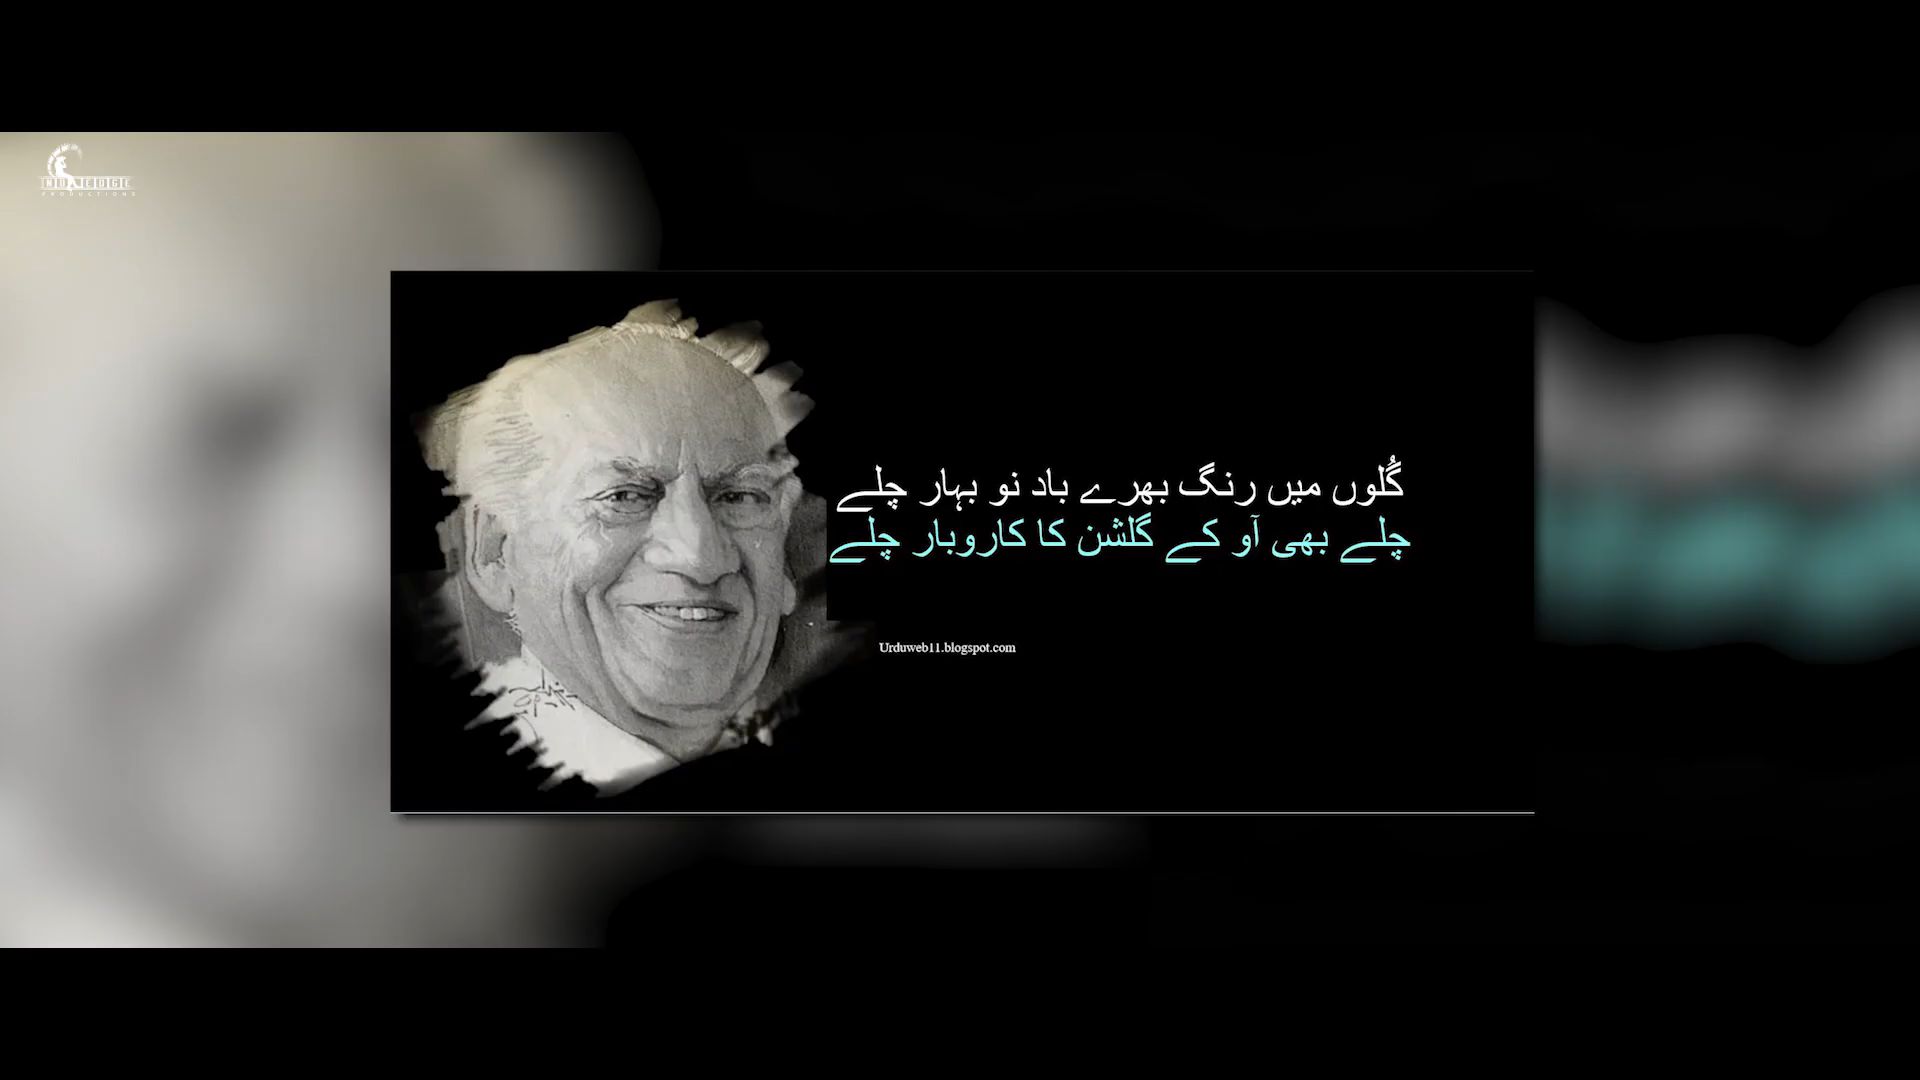 گُلوں میں رنگ بھرے باد نو بہار چلے
چلے بھی آو کے گلشن کا کاروبار چلے
Urduweb11.blogspot.com
PRODUCTIONS